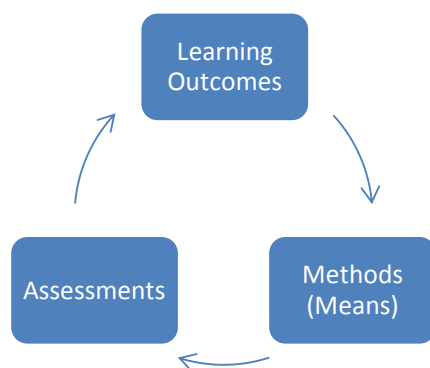 Learning
Outcomes
Assessments
Methods
(Means)